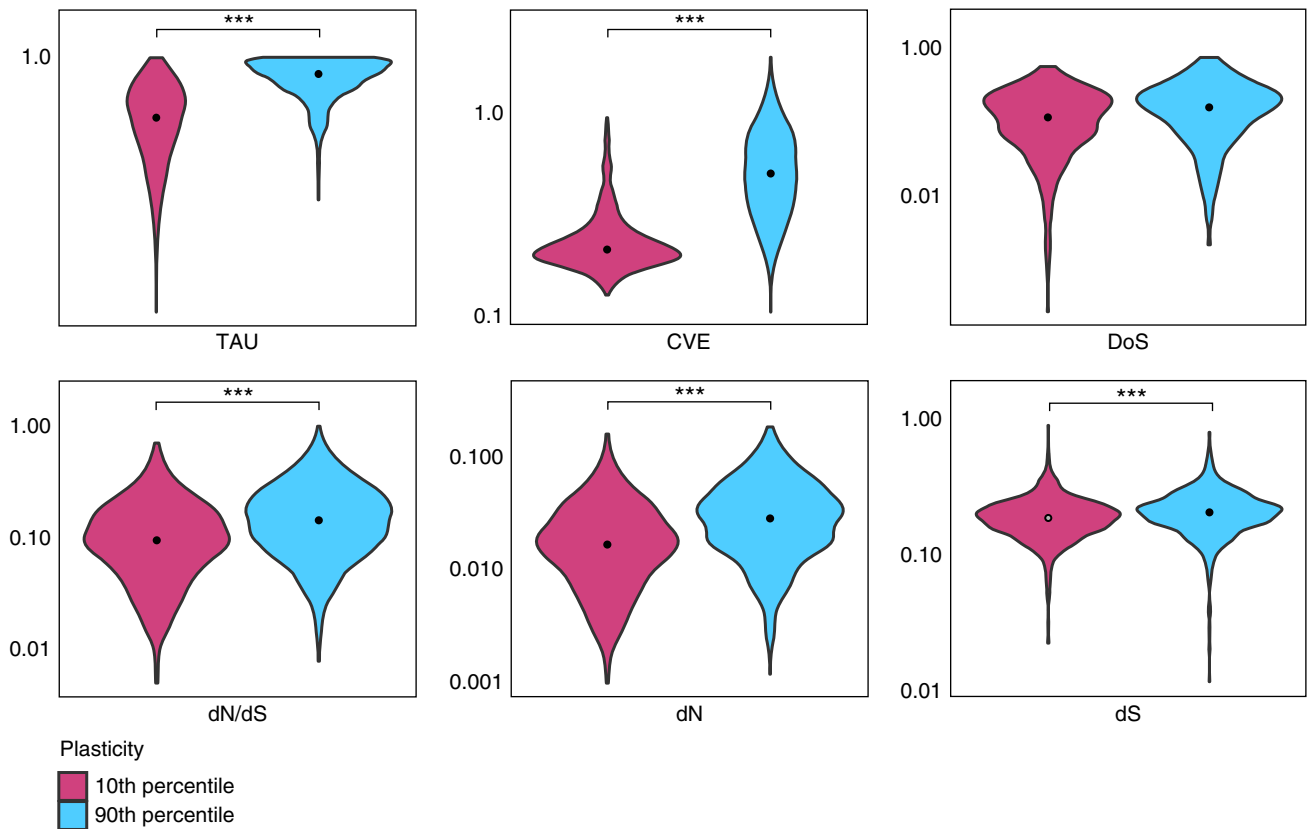 ***
1.0
TAU
***
1.0
0.1
CVE
1.00
0.01
DoS
***
1.00
0.10
0.01
dN/dS
***
0.100
0.010
0.001
dN
***
1.00
0.10
0.01
dS
Plasticity
10th percentile
90th percentile